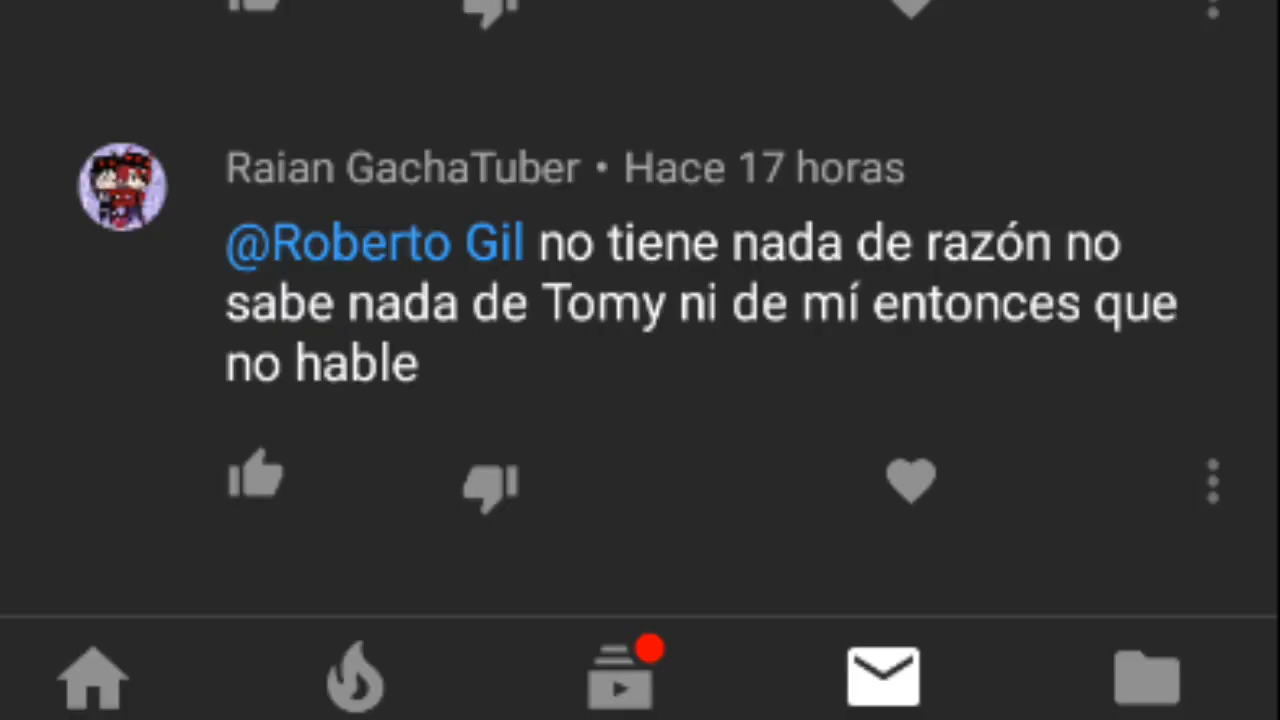 Raian GachaTuber • Hace 17 horas
@Roberto Gil no tiene nada de razón no
sabe nada de Tomy ni de mí entonces que
no hable